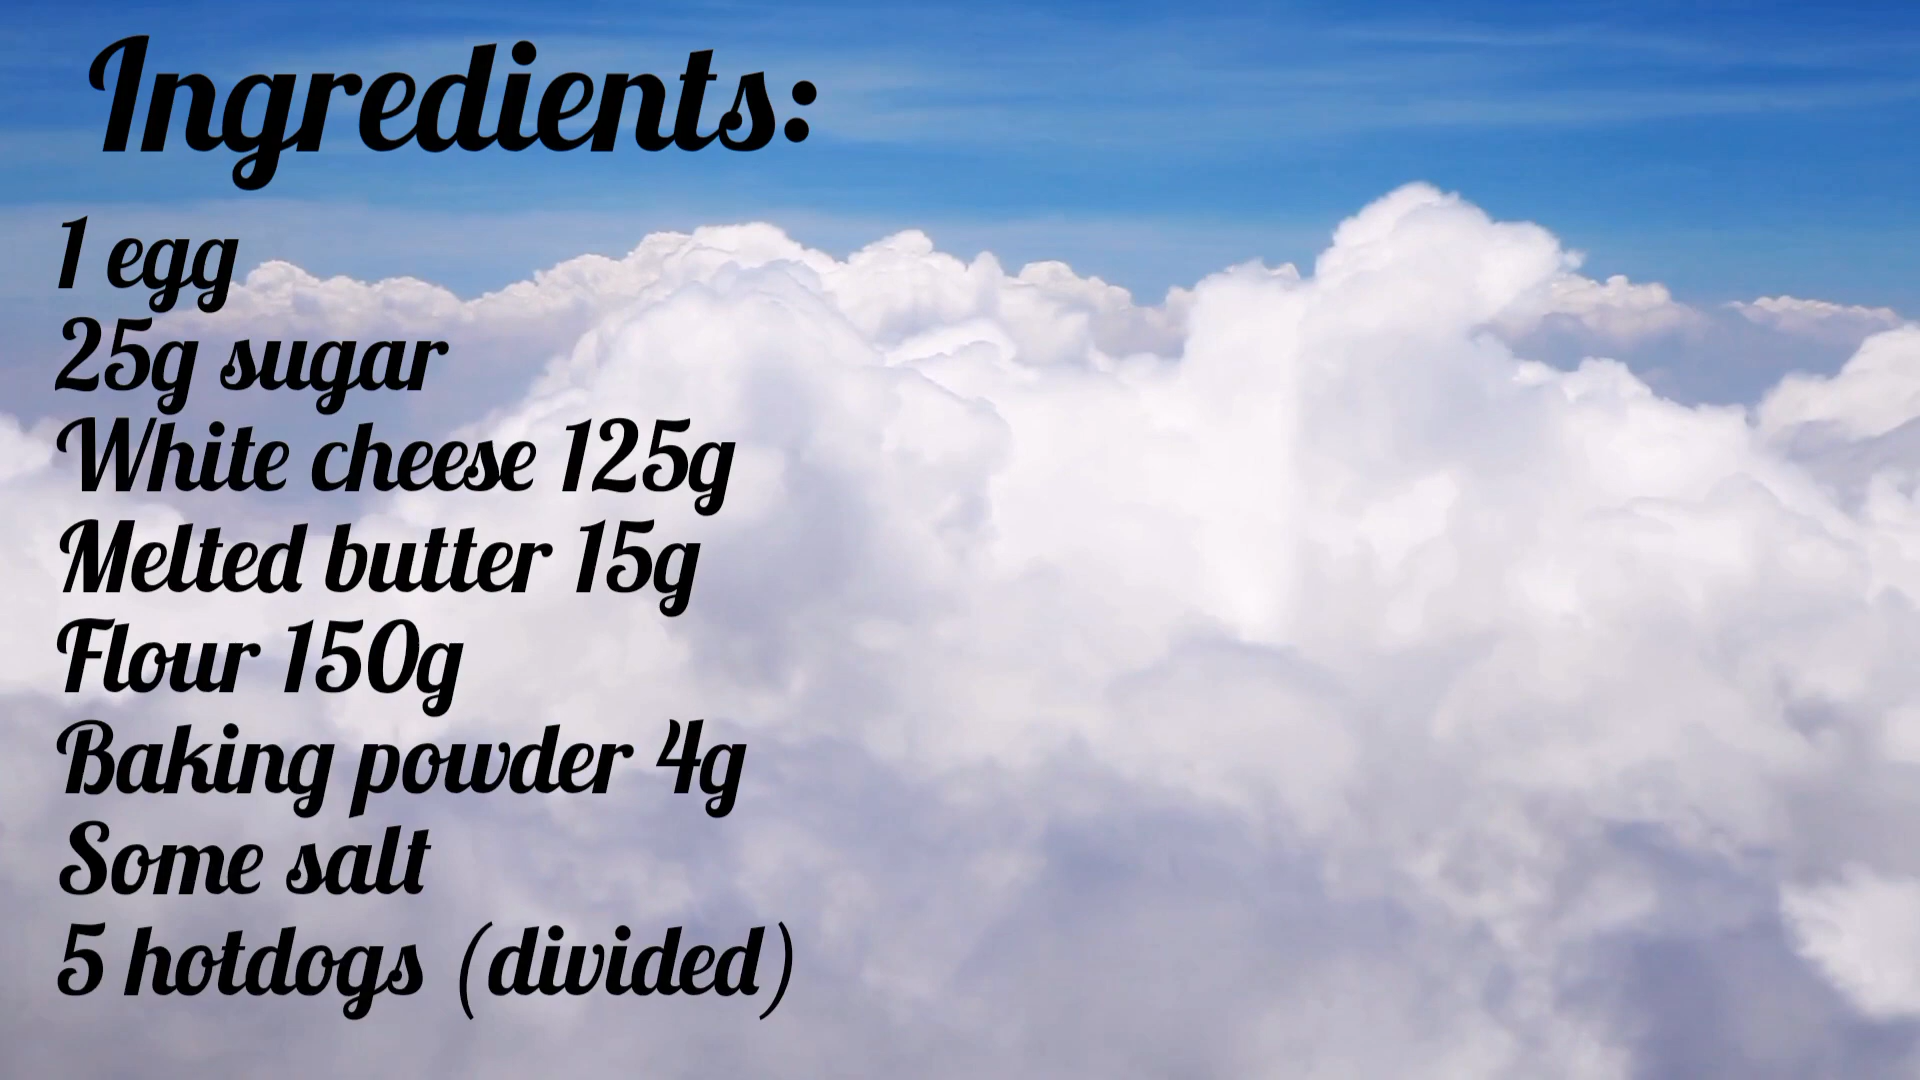 Ingredients:
1 egg
25g sugar
White cheese 125g
Melted butter 15g
Flour 150g
Baking powder 4g
Some salt
5 hotdogs (divided)